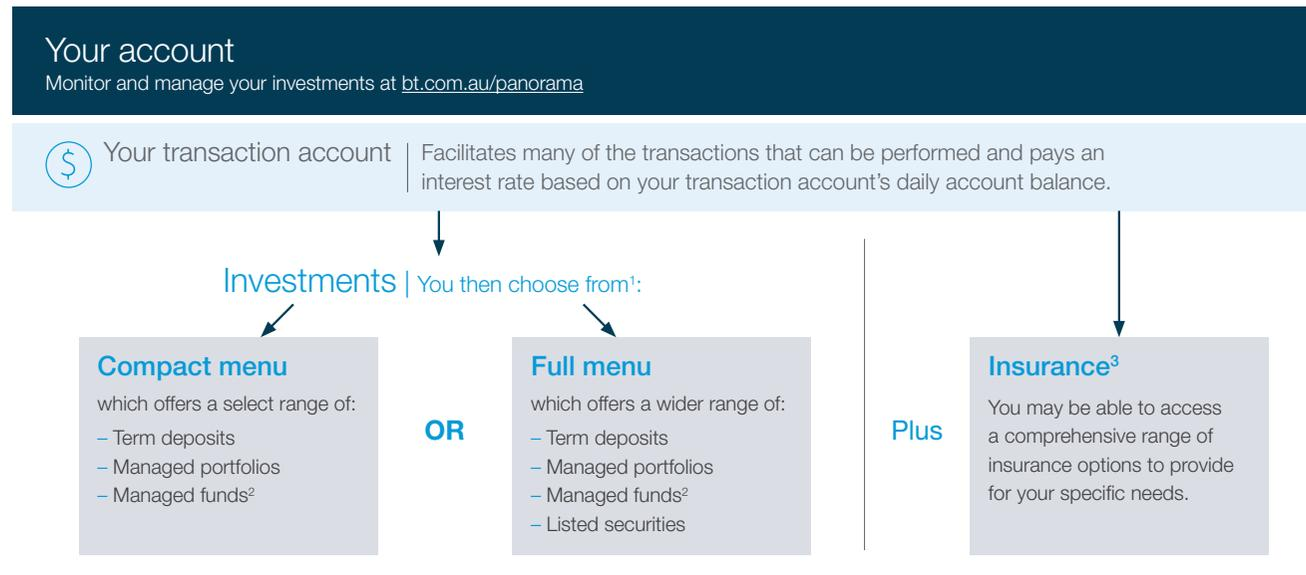 Your account
Monitor and manage your investments at bt.com.au/panorama
$
Your transaction account
Facilitates many of the transactions that can be performed and pays an
interest rate based on your transaction account’s daily account balance.
Investments | You then choose from¹:
Compact menu
which offers a select range of:
– Term deposits
– Managed portfolios
– Managed funds²
OR
Full menu
which offers a wider range of:
– Term deposits
– Managed portfolios
– Managed funds²
– Listed securities
Plus
Insurance³
You may be able to access
a comprehensive range of
insurance options to provide
for your specific needs.